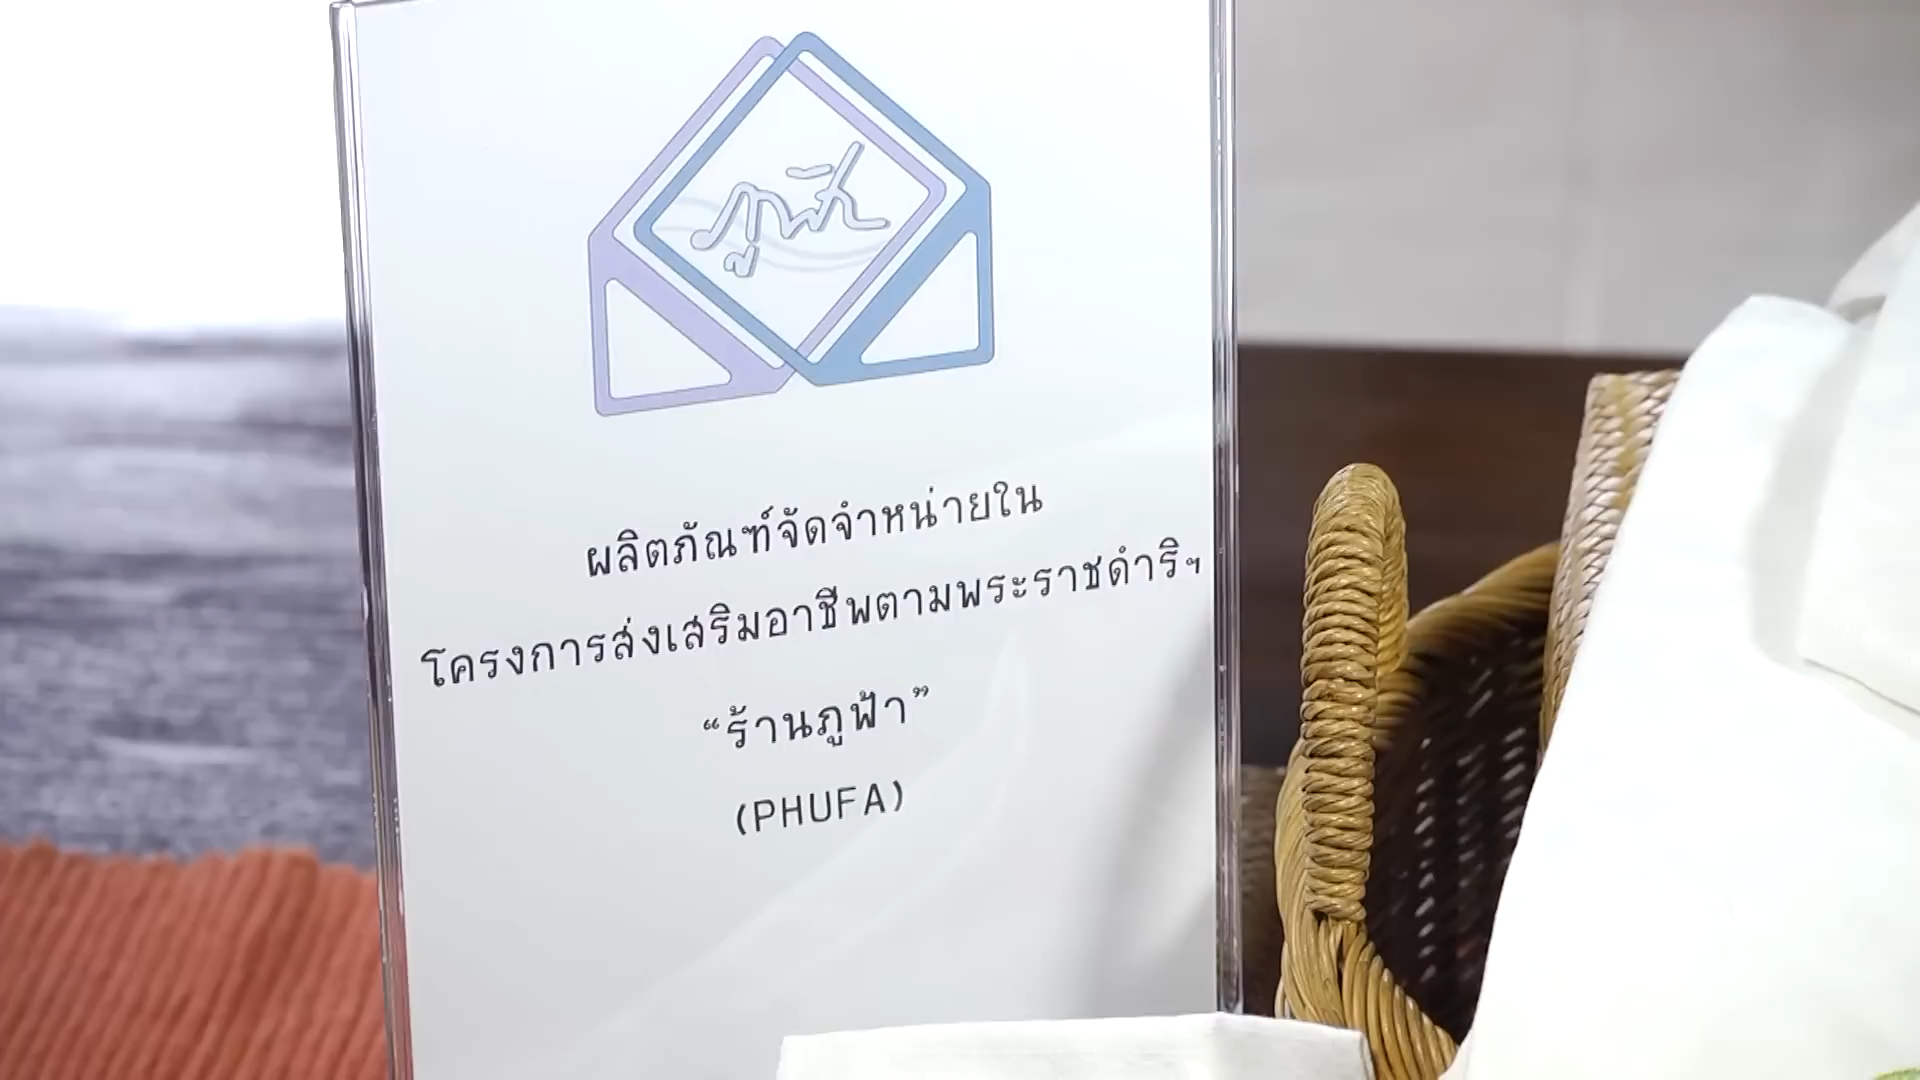 ภูฟ้า
ผลิตภัณฑ์จัดจำหน่ายใน
โครงการส่งเสริมอาชีพตามพระราชดำริฯ
“ร้านภูฟ้า”
(PHUFA)